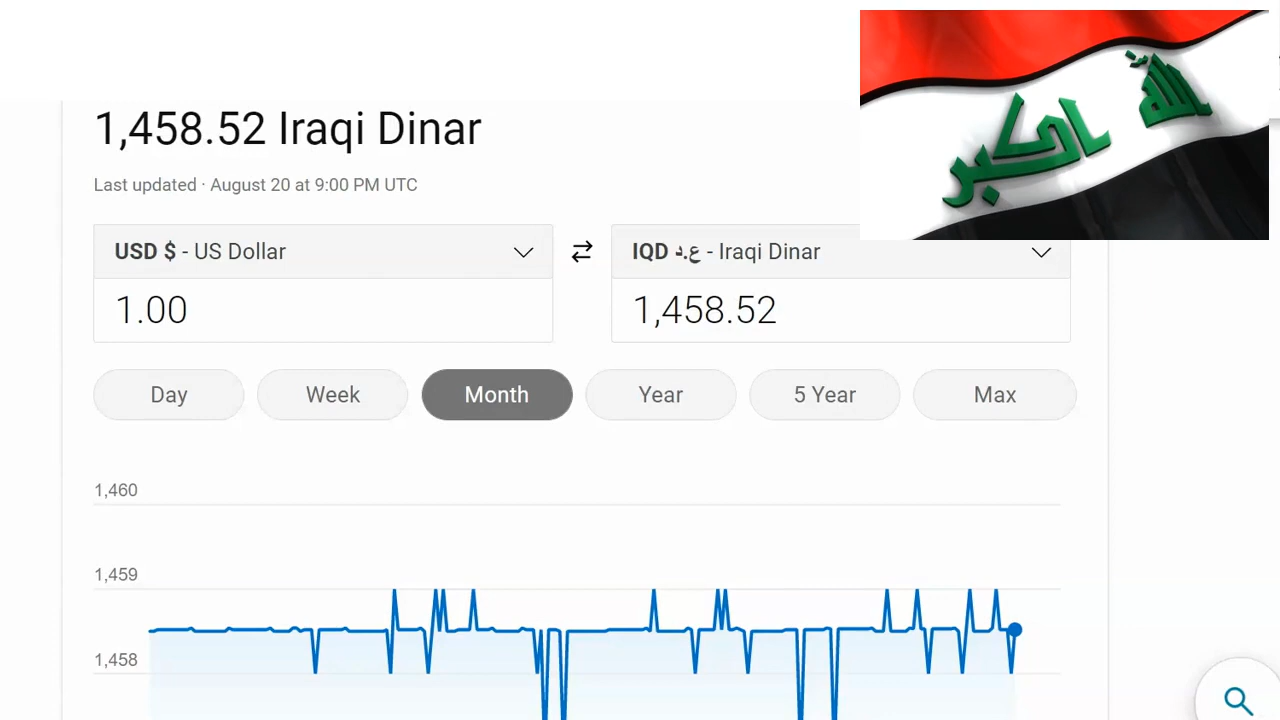 1,458.52 Iraqi Dinar
الله اكبر
Last updated · August 20 at 9:00 PM UTC
USD $ - US Dollar
IQD ع.د - Iraqi Dinar
1.00
1,458.52
Day
Week
Month
Year
5 Year
Max
1,460
1,459
1,458